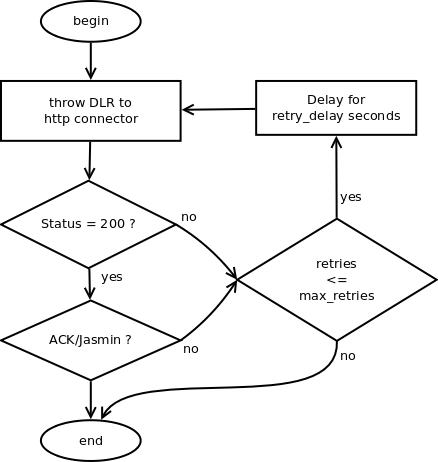 begin
throw DLR to
http connector
Delay for
retry_delay seconds
Status = 200 ?
no
yes
yes
retries
<=
max_retries
ACK/Jasmin ?
no
no
end